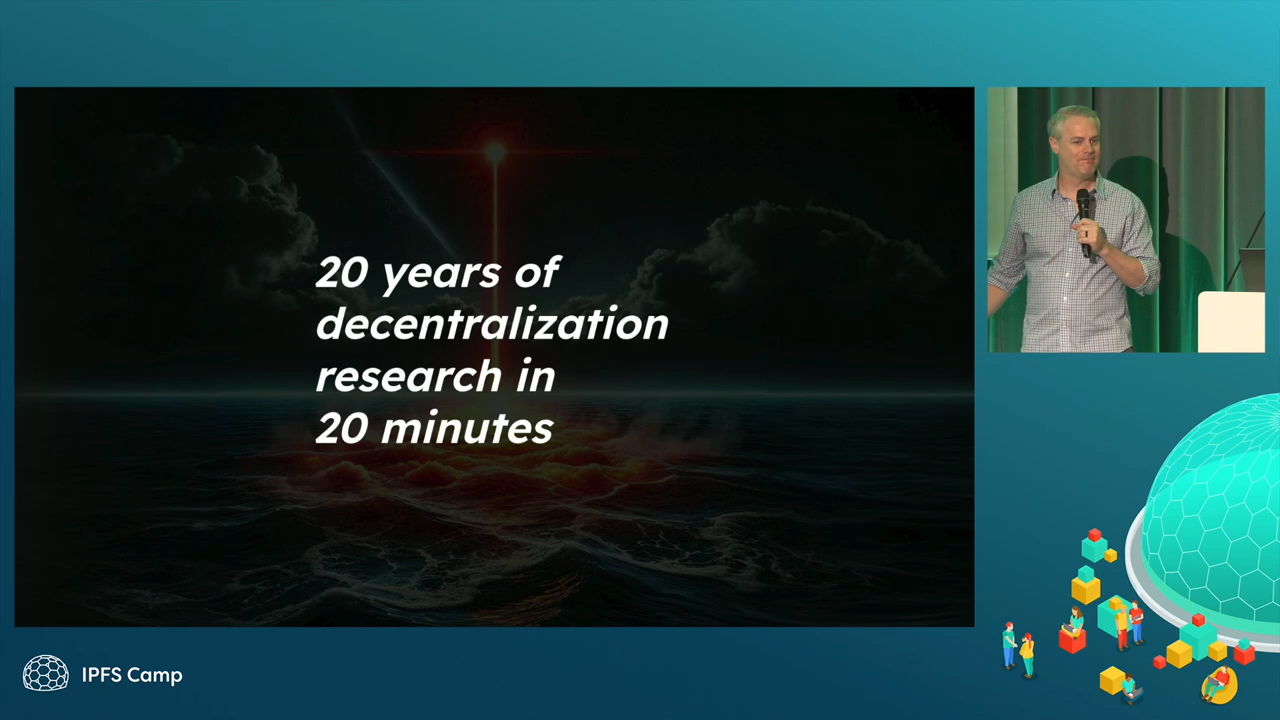 20 years of
decentralization
research in
20 minutes
IPFS Camp